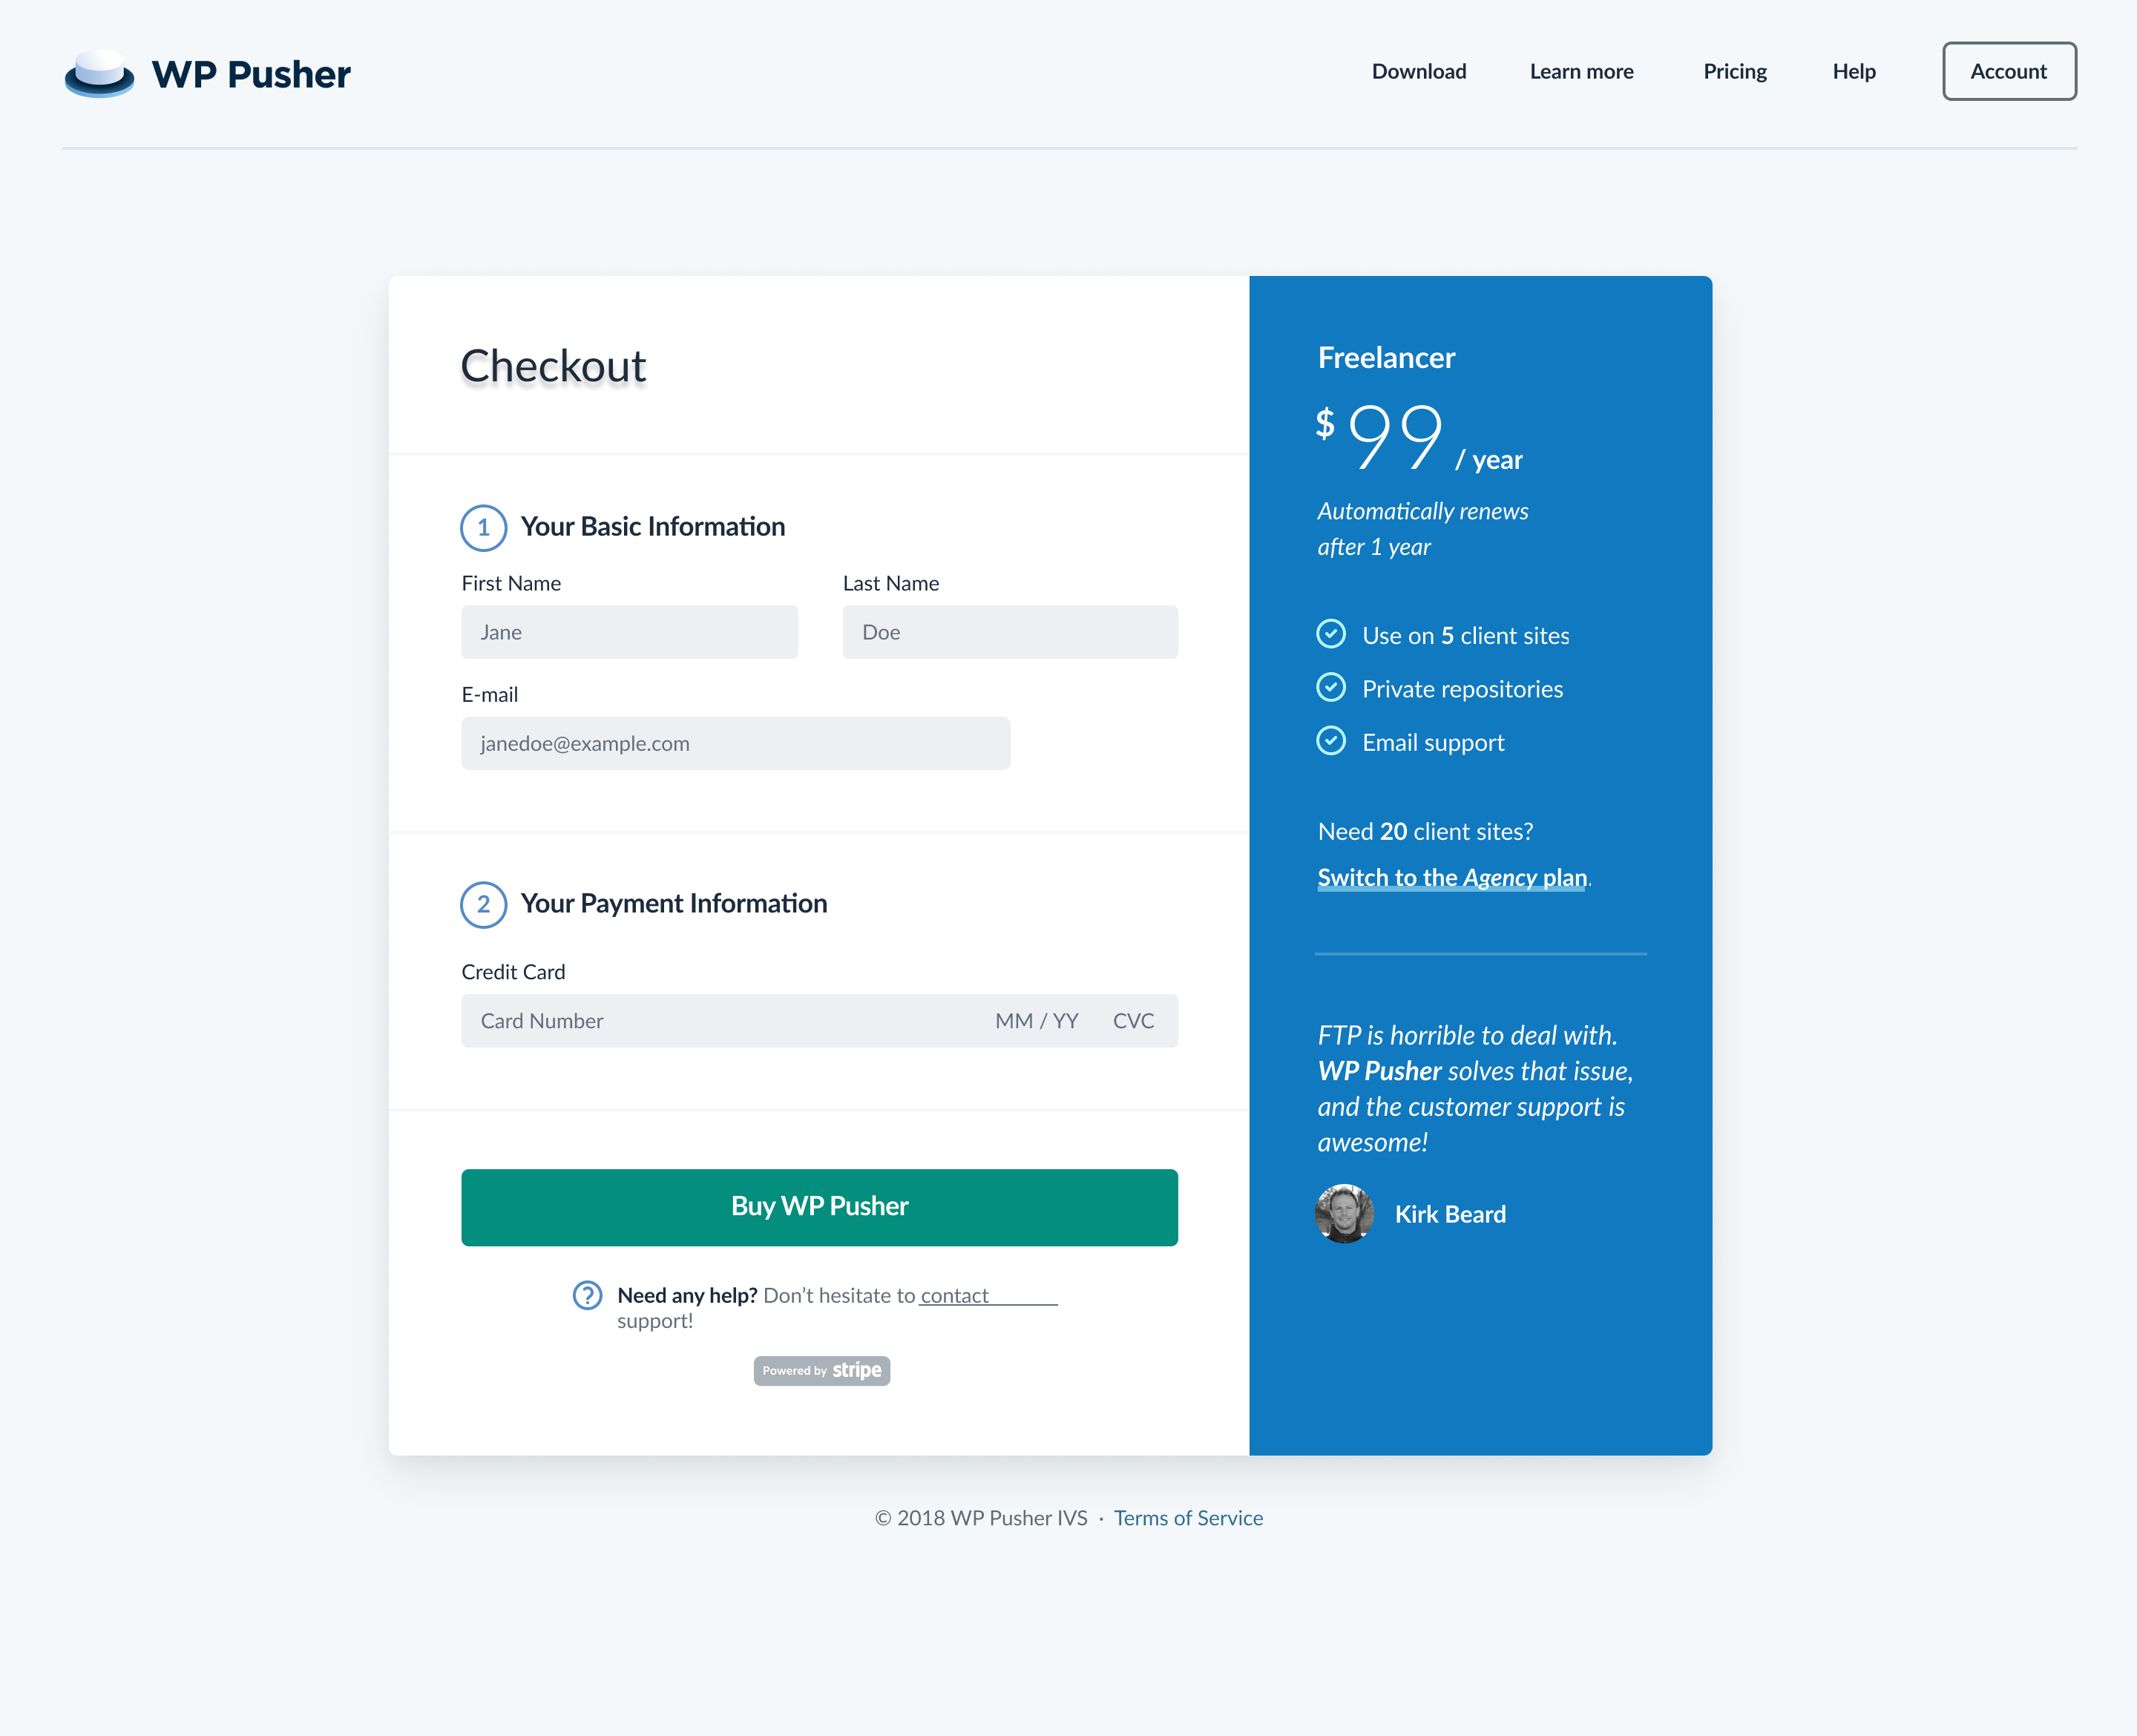 WP Pusher
Download
Learn more
Pricing
Help
Account
Checkout
1
Your Basic Information
First Name
Last Name
Jane
Doe
E-mail
janedoe@example.com
2
Your Payment Information
Credit Card
Card Number
MM / YY
CVC
Buy WP Pusher
? Need any help? Don’t hesitate to contact
support!
Powered by stripe
Freelancer
$ 99 / year
Automatically renews
after 1 year
Use on 5 client sites
Private repositories
Email support
Need 20 client sites?
Switch to the Agency plan.
FTP is horrible to deal with.
WP Pusher solves that issue,
and the customer support is
awesome!
Kirk Beard
© 2018 WP Pusher IVS · Terms of Service